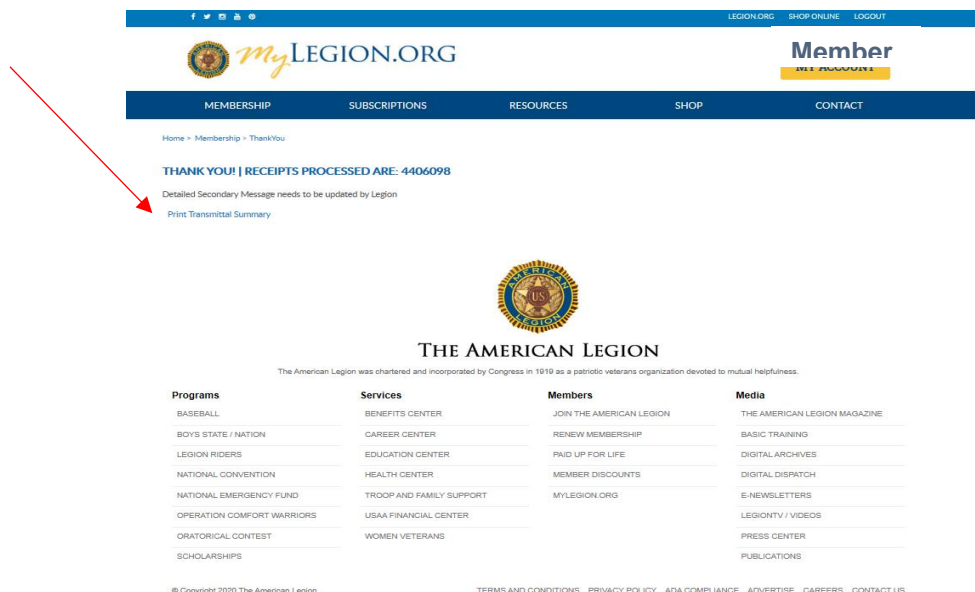 LEGION.ORG SHOP ONLINE LOGOUT
MyLEGION.ORG
Member
MY ACCOUNT
MEMBERSHIP SUBSCRIPTIONS RESOURCES SHOP CONTACT
Home > Membership > ThankYou
THANK YOU! | RECEIPTS PROCESSED ARE: 4406098
Detailed Secondary Message needs to be updated by Legion
Print Transmittal Summary
AMERICAN
US
LEGION
THE AMERICAN LEGION
The American Legion was chartered and incorporated by Congress in 1919 as a patriotic veterans organization devoted to mutual helpfulness.
Programs
BASEBALL
BOYS STATE / NATION
LEGION RIDERS
NATIONAL CONVENTION
NATIONAL EMERGENCY FUND
OPERATION COMFORT WARRIORS
ORATORICAL CONTEST
SCHOLARSHIPS
Services
BENEFITS CENTER
CAREER CENTER
EDUCATION CENTER
HEALTH CENTER
TROOP AND FAMILY SUPPORT
USAA FINANCIAL CENTER
WOMEN VETERANS
Members
JOIN THE AMERICAN LEGION
RENEW MEMBERSHIP
PAID UP FOR LIFE
MEMBER DISCOUNTS
MYLEGION.ORG
Media
THE AMERICAN LEGION MAGAZINE
BASIC TRAINING
DIGITAL ARCHIVES
DIGITAL DISPATCH
E-NEWSLETTERS
LEGIONTV / VIDEOS
PRESS CENTER
PUBLICATIONS
© Copyright 2020 The American Legion
TERMS AND CONDITIONS PRIVACY POLICY ADA COMPLIANCE ADVERTISE CAREERS CONTACT US